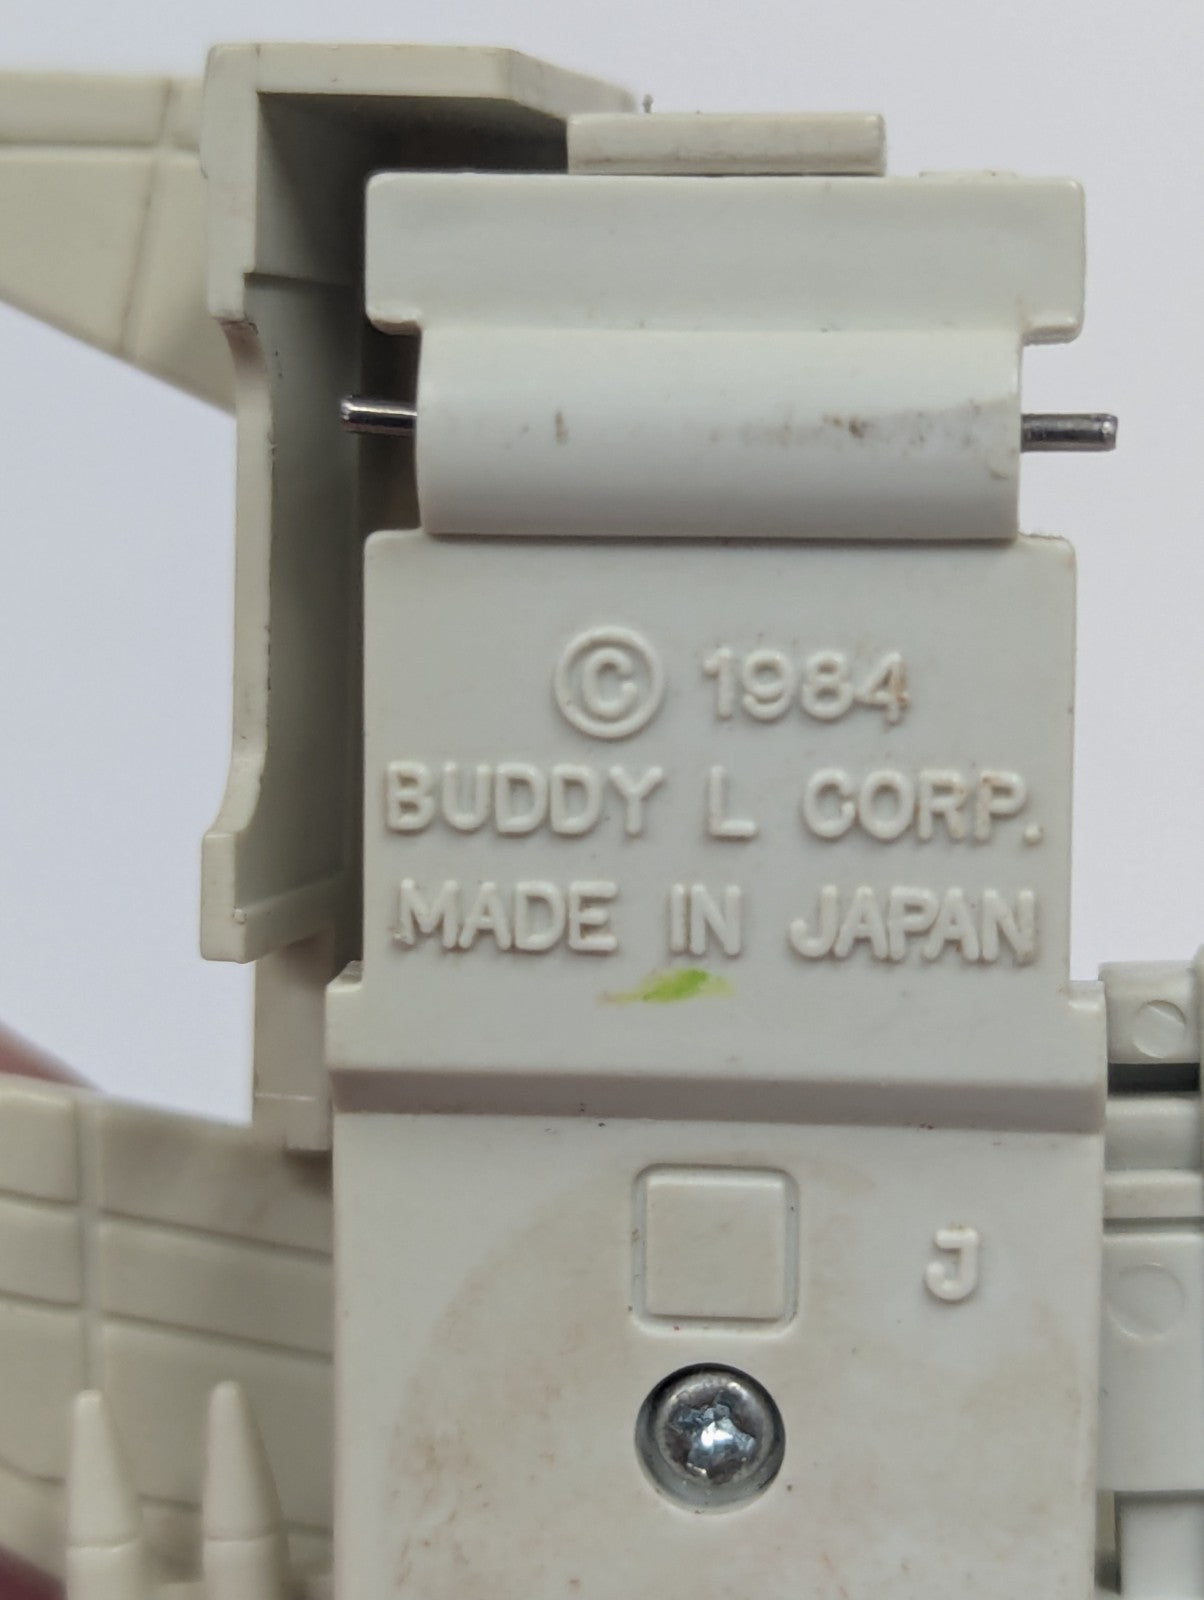 © 1984
BUDDY L CORP.
MADE IN JAPAN
J